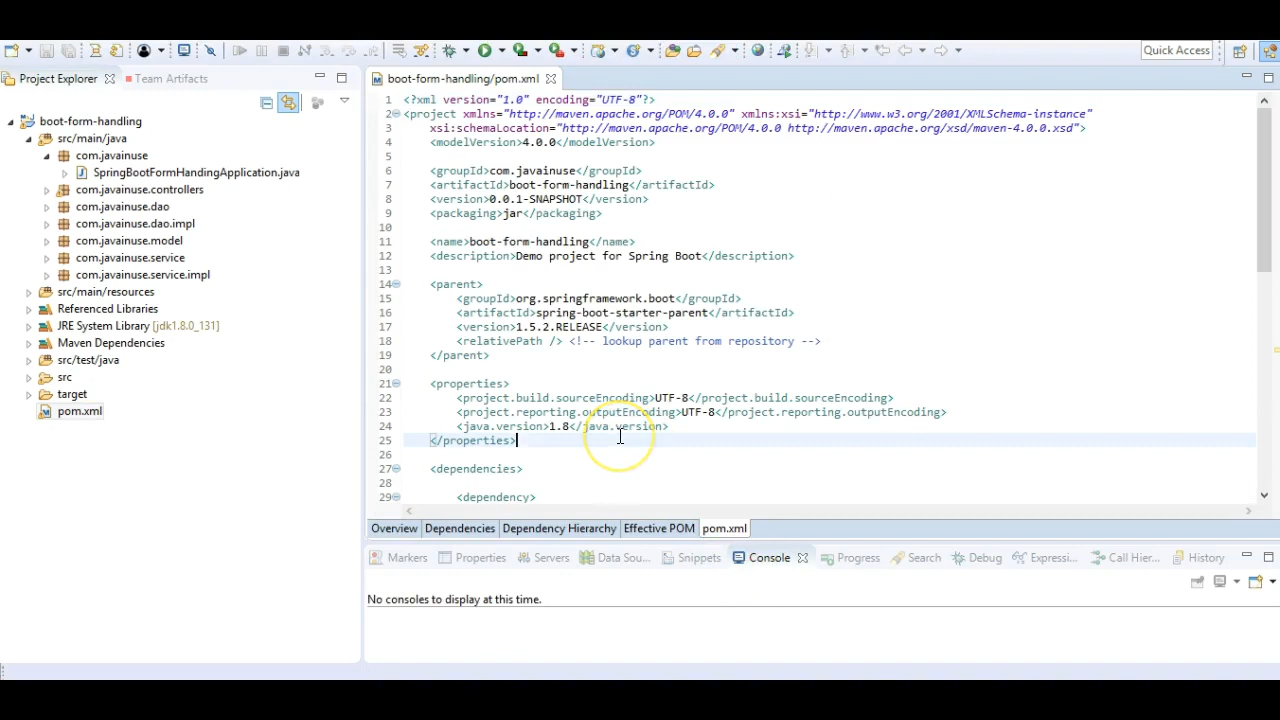 Quick Access
Project Explorer
Team Artifacts
boot-form-handling
src/main/java
com.javainuse
SpringBootFormHandingApplication.java
com.javainuse.controllers
com.javainuse.dao
com.javainuse.dao.impl
com.javainuse.model
com.javainuse.service
com.javainuse.service.impl
src/main/resources
Referenced Libraries
JRE System Library [jdk1.8.0_131]
Maven Dependencies
src/test/java
src
target
pom.xml
boot-form-handling/pom.xml
1 <?xml version="1.0" encoding="UTF-8"?>
2 <project xmlns="http://maven.apache.org/POM/4.0.0" xmlns:xsi="http://www.w3.org/2001/XMLSchema-instance"
3 xsi:schemaLocation="http://maven.apache.org/POM/4.0.0 http://maven.apache.org/xsd/maven-4.0.0.xsd">
4 <modelVersion>4.0.0</modelVersion>
5
6 <groupId>com.javainuse</groupId>
7 <artifactId>boot-form-handling</artifactId>
8 <version>0.0.1-SNAPSHOT</version>
9 <packaging>jar</packaging>
10
11 <name>boot-form-handling</name>
12 <description>Demo project for Spring Boot</description>
13
14 <parent>
15 <groupId>org.springframework.boot</groupId>
16 <artifactId>spring-boot-starter-parent</artifactId>
17 <version>1.5.2.RELEASE</version>
18 <relativePath /> <!-- lookup parent from repository -->
19 </parent>
20
21 <properties>
22 <project.build.sourceEncoding>UTF-8</project.build.sourceEncoding>
23 <project.reporting.outputEncoding>UTF-8</project.reporting.outputEncoding>
24 <java.version>1.8</java.version>
25 </properties>
26
27 <dependencies>
28
29 <dependency>
Overview Dependencies Dependency Hierarchy Effective POM pom.xml
Markers Properties Servers Data Sou... Snippets Console Progress Search Debug Expressi... Call Hier... History
No consoles to display at this time.